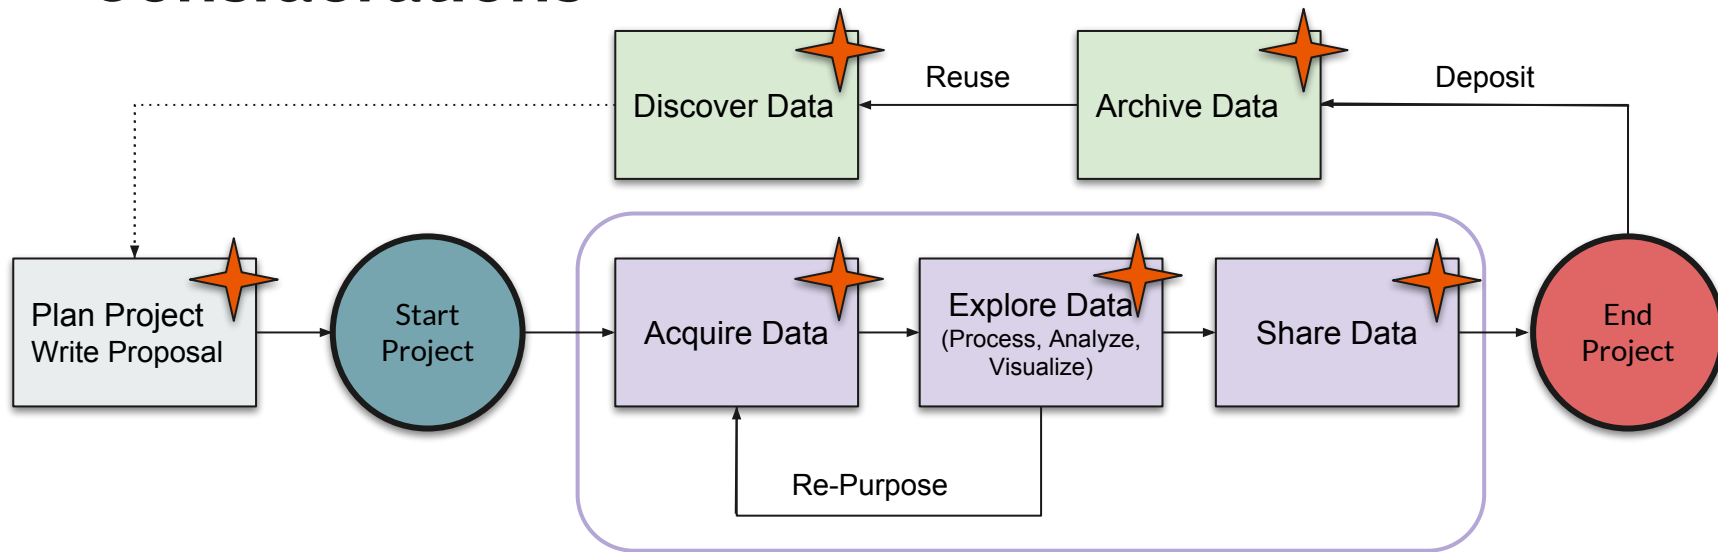 Considerations
Discover Data
Reuse
Archive Data
Deposit
Plan Project
Write Proposal
Start
Project
Acquire Data
Explore Data
(Process, Analyze,
Visualize)
Share Data
End
Project
Re-Purpose